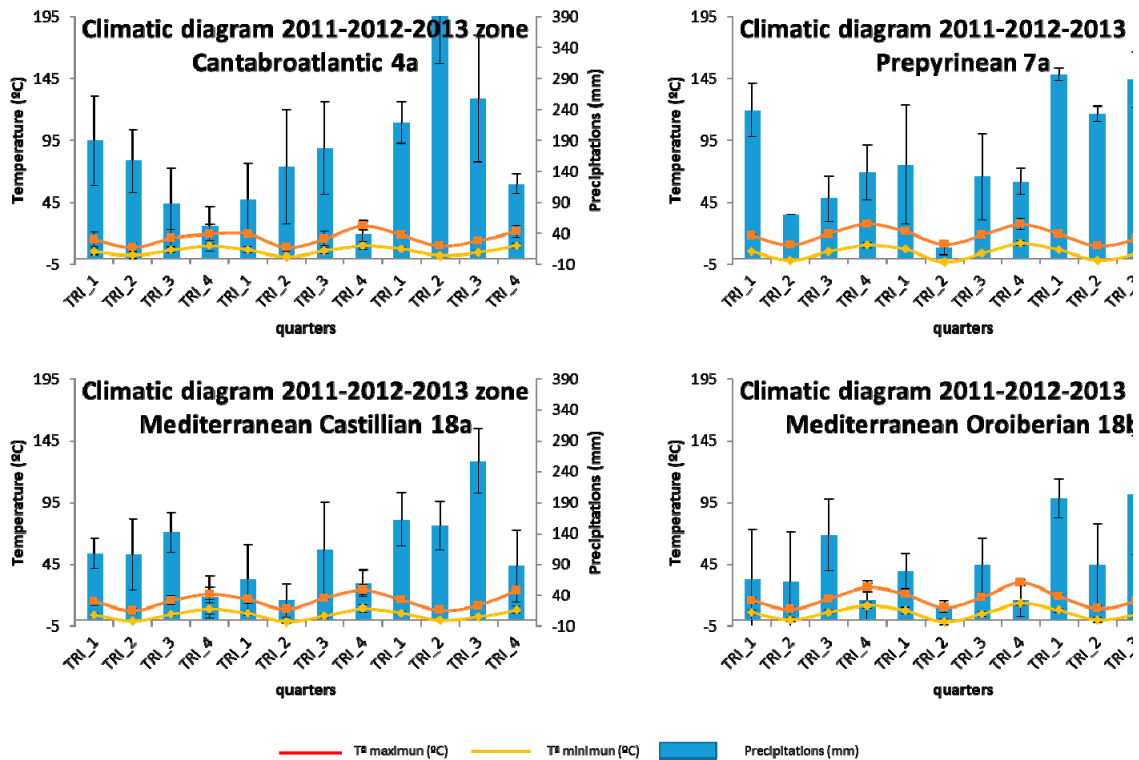 Climatic diagram 2011-2012-2013 zone
Cantabroatlantic 4a
Temperature (ºC)
195
145
95
45
-5
Precipitations (mm)
390
340
290
240
190
140
90
40
-10
TRI_1
TRI_2
TRI_3
TRI_4
TRI_1
TRI_2
TRI_3
TRI_4
TRI_1
TRI_2
TRI_3
TRI_4
quarters
Climatic diagram 2011-2012-2013
Prepyrinean 7a
Temperature (ºC)
195
145
95
45
-5
TRI_1
TRI_2
TRI_3
TRI_4
TRI_1
TRI_2
TRI_3
TRI_4
TRI_1
TRI_2
TRI_3
quarters
Climatic diagram 2011-2012-2013 zone
Mediterranean Castillian 18a
Temperature (ºC)
195
145
95
45
-5
Precipitations (mm)
390
340
290
240
190
140
90
40
-10
TRI_1
TRI_2
TRI_3
TRI_4
TRI_1
TRI_2
TRI_3
TRI_4
TRI_1
TRI_2
TRI_3
TRI_4
quarters
Climatic diagram 2011-2012-2013
Mediterranean Oroiberian 18b
Temperature (ºC)
195
145
95
45
-5
TRI_1
TRI_2
TRI_3
TRI_4
TRI_1
TRI_2
TRI_3
TRI_4
TRI_1
TRI_2
TRI_3
quarters
Tª maximun (ºC)
Tª minimun (ºC)
Precipitations (mm)